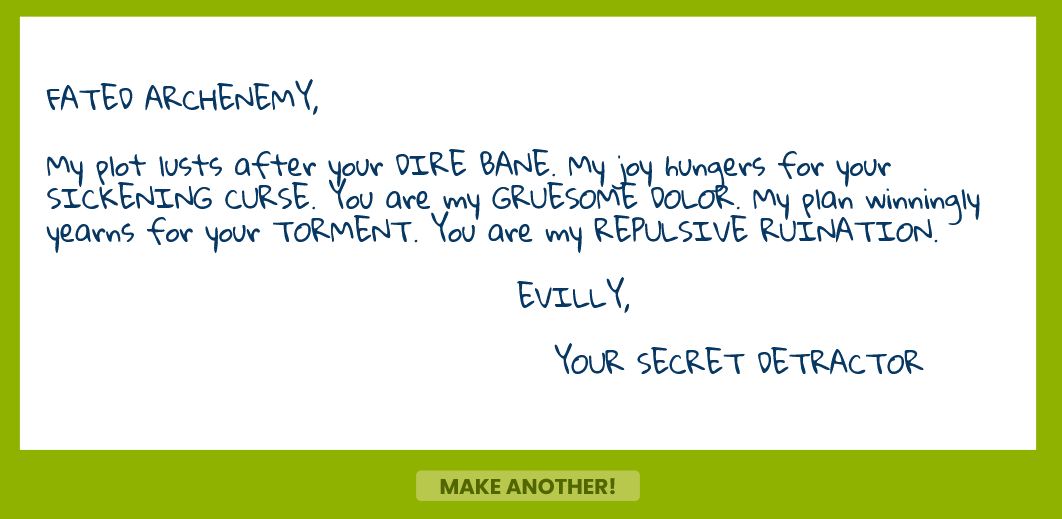 FATED ARCHENEMY,
My plot lusts after your DIRE BANE. My joy hungers for your
SICKENING CURSE. You are my GRUESOME DOLOR. My plan winningly
yearns for your TORMENT. You are my REPULSIVE RUINATION.
EVILLY,
YOUR SECRET DETRACTOR
MAKE ANOTHER!